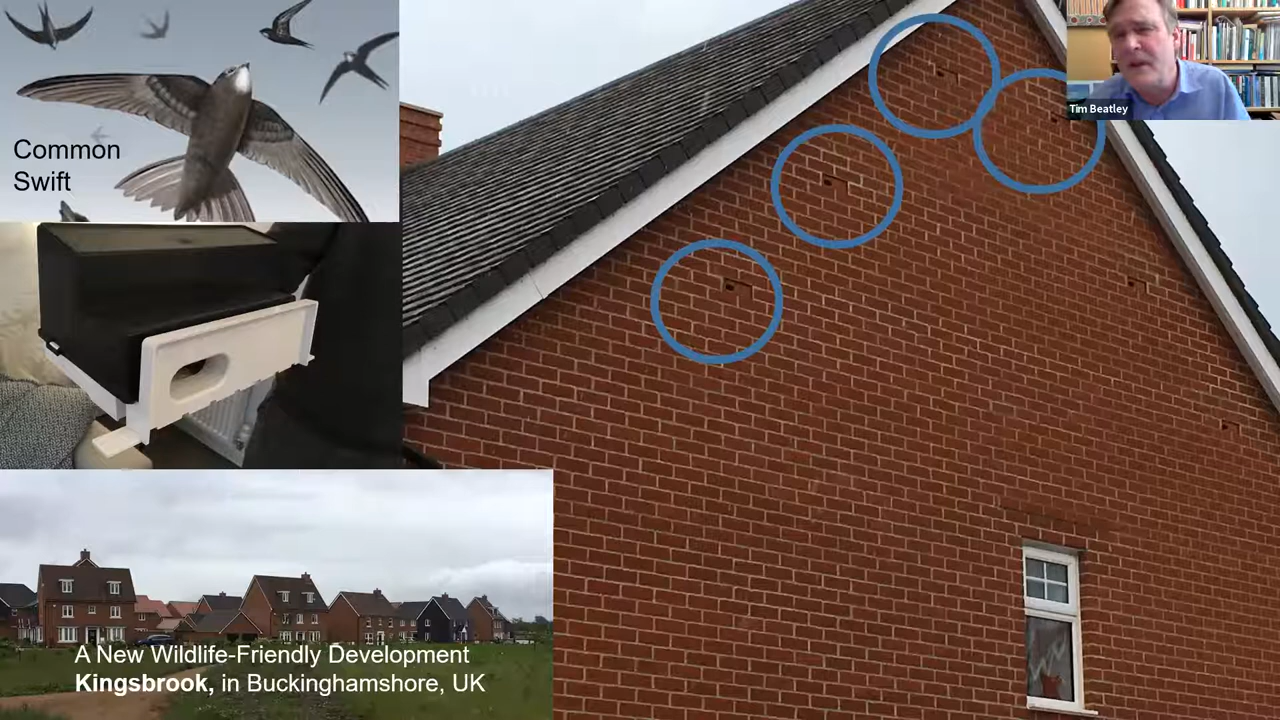 Common
Swift
Tim Beatley
A New Wildlife-Friendly Development
Kingsbrook, in Buckinghamshore, UK